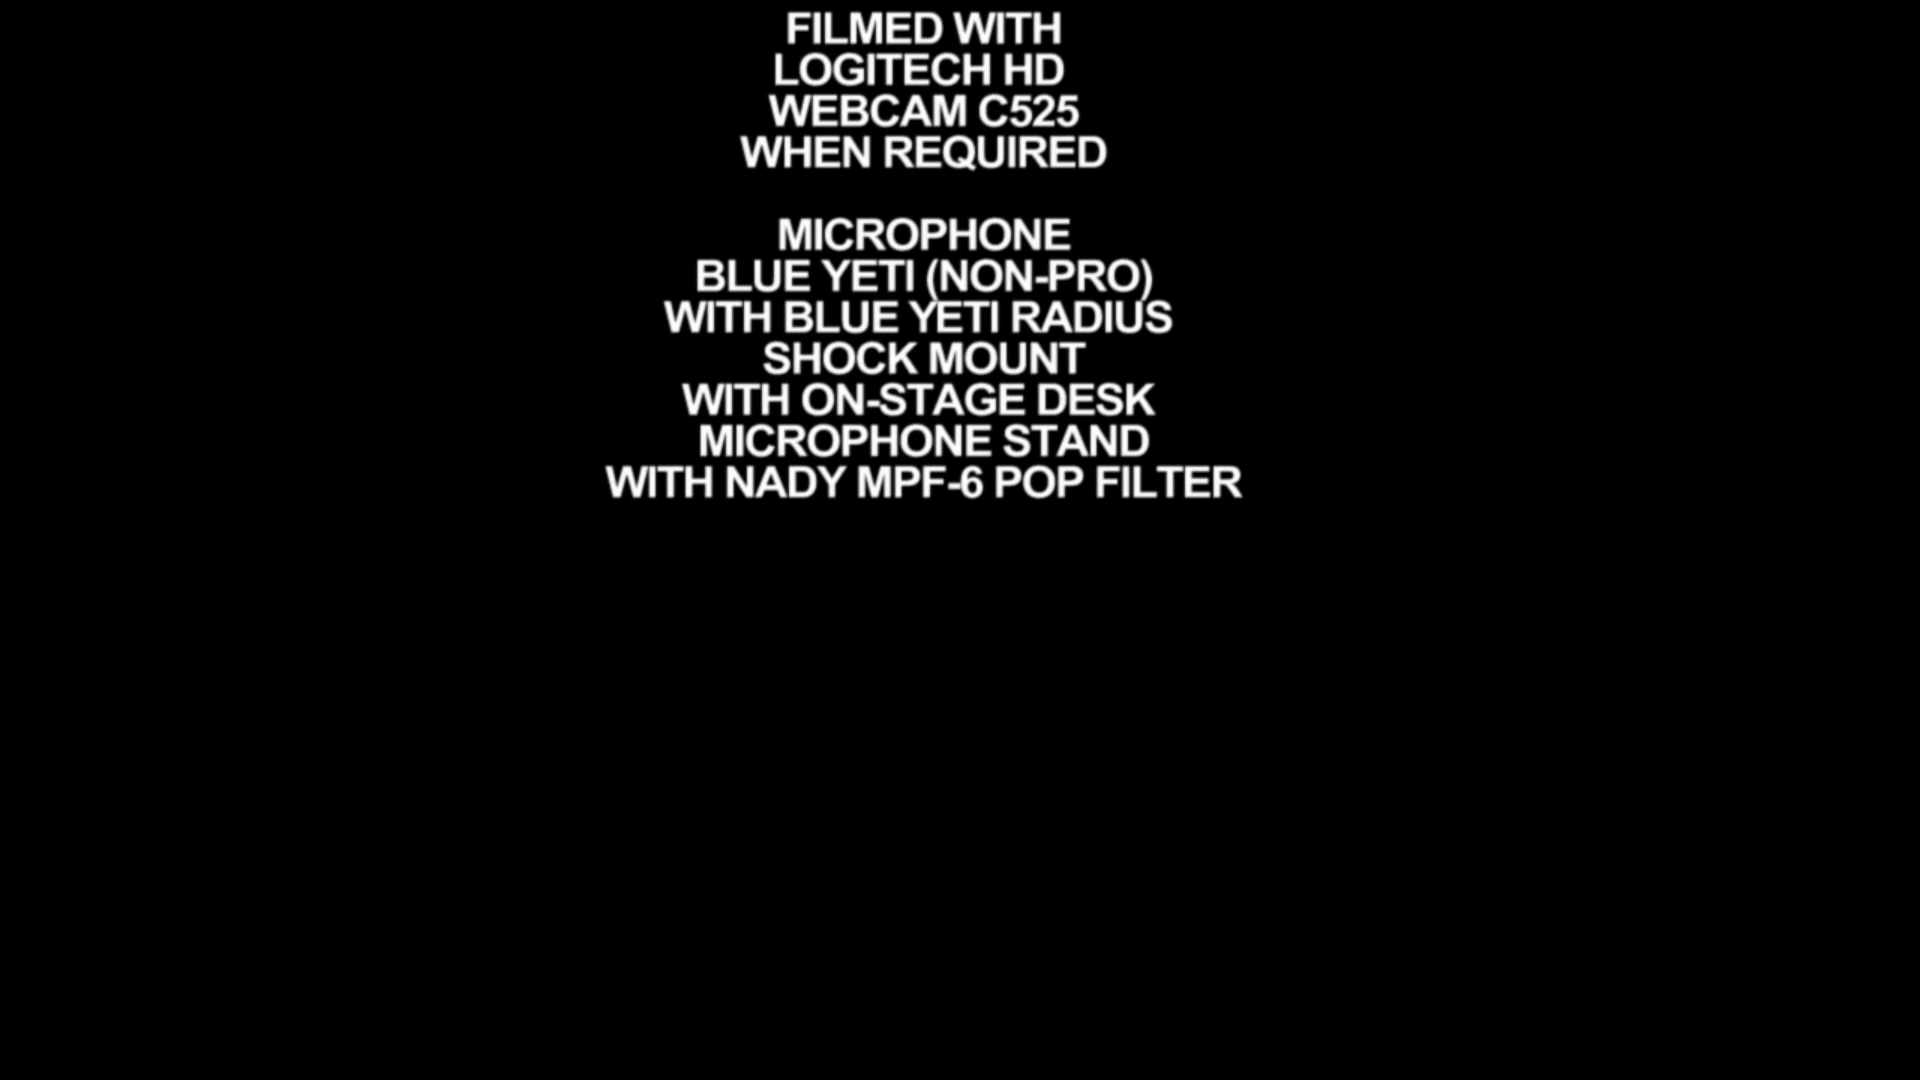 FILMED WITH
LOGITECH HD
WEBCAM C525
WHEN REQUIRED
MICROPHONE
BLUE YETI (NON-PRO)
WITH BLUE YETI RADIUS
SHOCK MOUNT
WITH ON-STAGE DESK
MICROPHONE STAND
WITH NADY MPF-6 POP FILTER